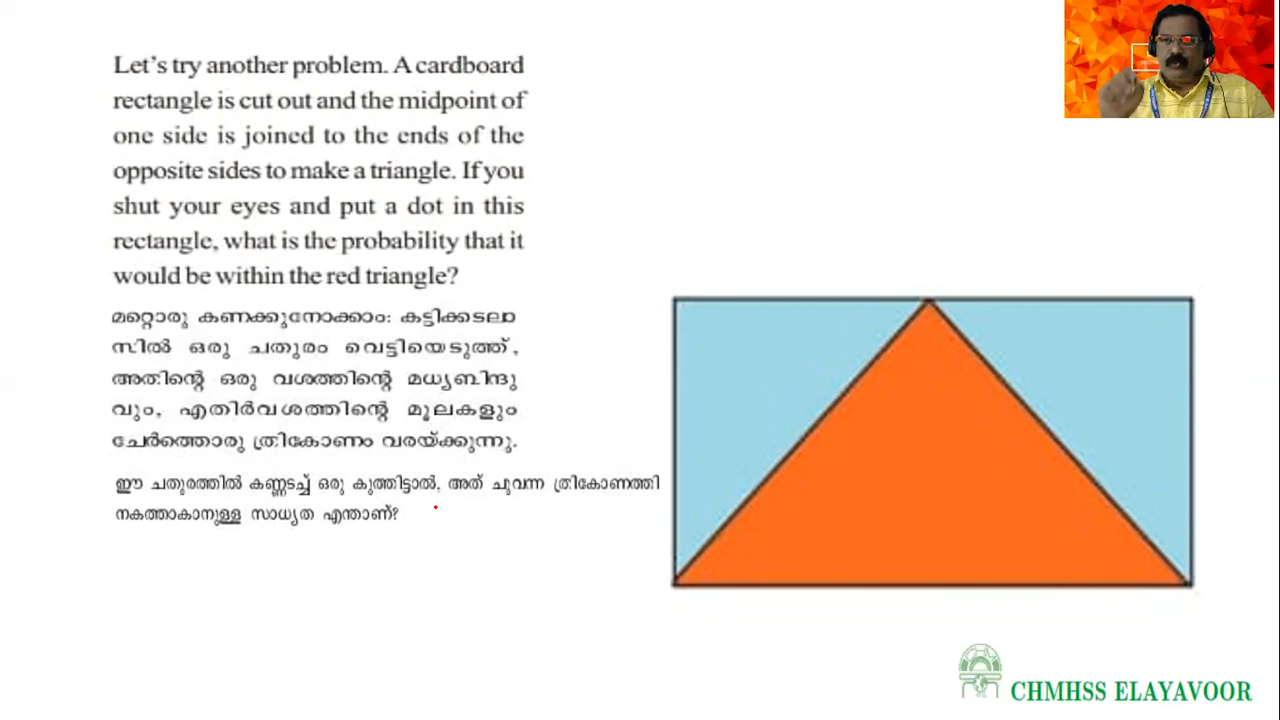 Let's try another problem. A cardboard
rectangle is cut out and the midpoint of
one side is joined to the ends of the
opposite sides to make a triangle. If you
shut your eyes and put a dot in this
rectangle, what is the probability that it
would be within the red triangle?
മറ്റൊരു കണക്കുനോക്കാം: കട്ടിക്കടലാ
സിൽ ഒരു ചതുരം വെട്ടിയെടുത്ത്,
അതിന്റെ ഒരു വശത്തിന്റെ മധ്യബിന്ദു
വും, എതിർവശത്തിന്റെ മൂലകളും
ചേർത്തൊരു ത്രികോണം വരയ്ക്കുന്നു.
ഈ ചതുരത്തിൽ കണ്ണടച്ച് ഒരു കുത്തിട്ടാൽ, അത് ചുവന്ന ത്രികോണത്തി
നകത്താകാനുള്ള സാധ്യത എന്താണ്?
CHMHSS ELAYAVOOR